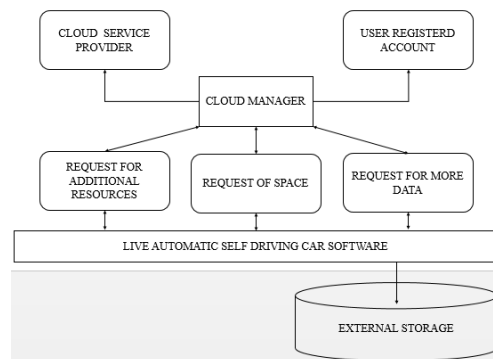 CLOUD SERVICE
PROVIDER
USER REGISTERD
ACCOUNT
CLOUD MANAGER
REQUEST FOR
ADDITIONAL
RESOURCES
REQUEST OF SPACE
REQUEST FOR MORE
DATA
LIVE AUTOMATIC SELF DRIVING CAR SOFTWARE
EXTERNAL STORAGE